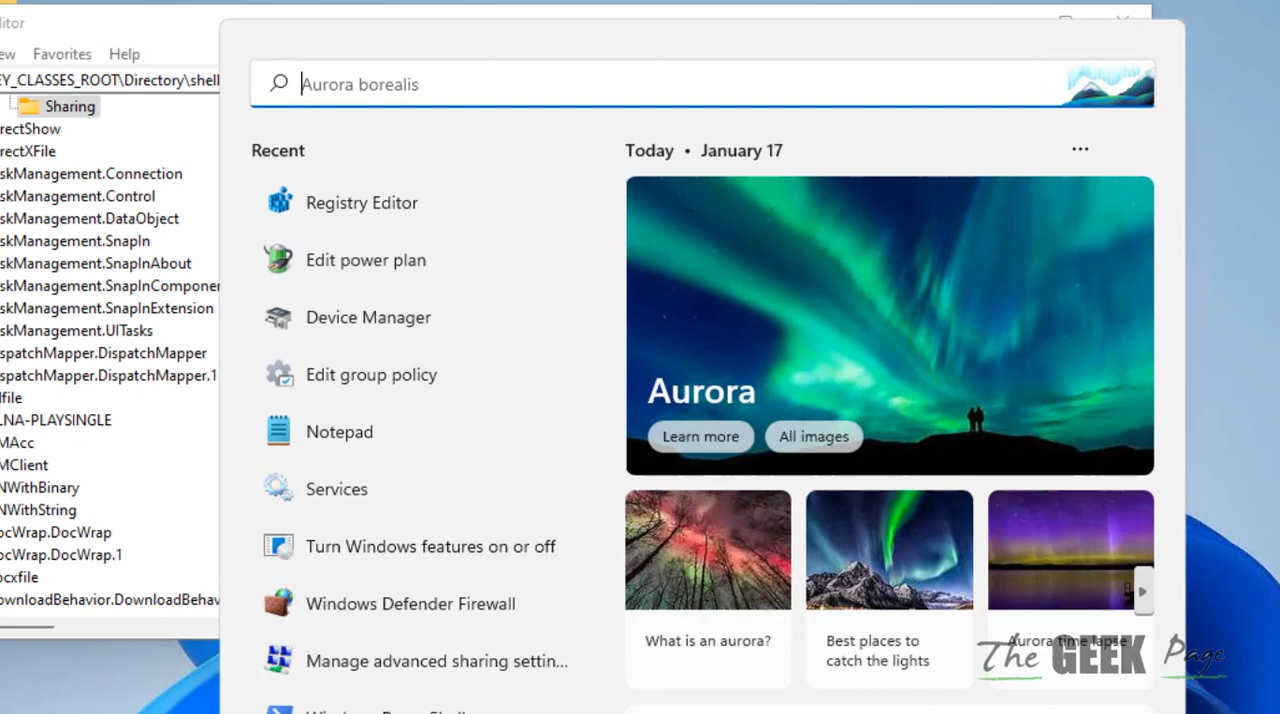 itor
ew Favorites Help
EY_CLASSES_ROOT\Directory\shell
Sharing
rectShow
rectXFile
skManagement.Connection
skManagement.Control
skManagement.DataObject
skManagement.SnapIn
skManagement.SnapInAbout
skManagement.SnapInComponen
skManagement.SnapInExtension
skManagement.UITasks
spatchMapper.DispatchMapper
spatchMapper.DispatchMapper.1
lfile
LNA-PLAYSINGLE
MAcc
MClient
NWithBinary
NWithString
ocWrap.DocWrap
ocWrap.DocWrap.1
ocxfile
ownloadBehavior.DownloadBehav
Aurora borealis
Recent
Registry Editor
Edit power plan
Device Manager
Edit group policy
Notepad
Services
Turn Windows features on or off
Windows Defender Firewall
Manage advanced sharing settin...
Today • January 17
Aurora
Learn more All images
What is an aurora?
Best places to
catch the lights
Aurora time lapse
The GEEK Page